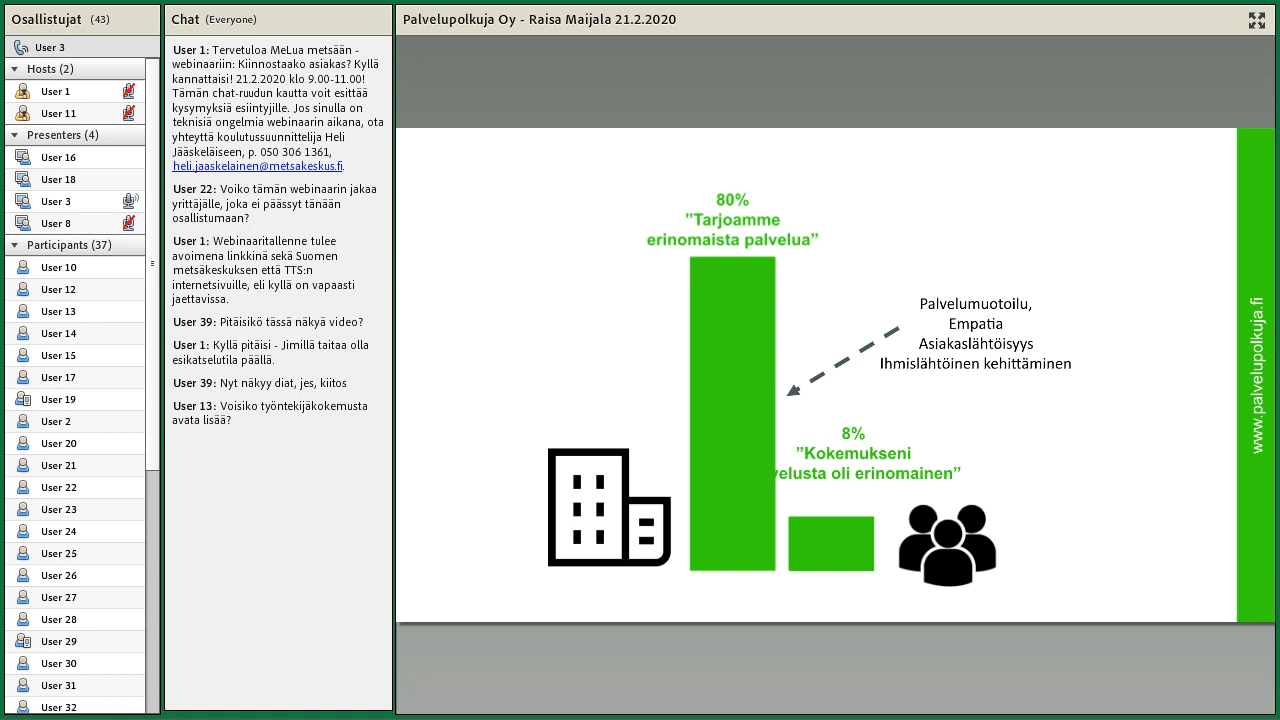 Osallistujat (43)
User 3
Hosts (2)
User 1
User 11
Presenters (4)
User 16
User 18
User 3
User 8
Participants (37)
User 10
User 12
User 13
User 14
User 15
User 17
User 19
User 2
User 20
User 21
User 22
User 23
User 24
User 25
User 26
User 27
User 28
User 29
User 30
User 31
User 32
Chat (Everyone)
User 1: Tervetuloa MeLua metsään -
webinaariin: Kiinnostaako asiakas? Kyllä
kannattaisi! 21.2.2020 klo 9.00-11.00!
Tämän chat-ruudun kautta voit esittää
kysymyksiä esiintyjille. Jos sinulla on
teknisiä ongelmia webinaarin aikana, ota
yhteyttä koulutussuunnittelija Heli
Jääskeläiseen, p. 050 306 1361,
heli.jaaskelainen@metsakeskus.fi.
User 22: Voiko tämän webinaarin jakaa
yrittäjälle, joka ei päässyt tänään
osallistumaan?
User 1: Webinaaritallenne tulee
avoimena linkkinä sekä Suomen
metsäkeskuksen että TTS:n
internetsivuille, eli kyllä on vapaasti
jaettavissa.
User 39: Pitäisikö tässä näkyä video?
User 1: Kyllä pitäisi - Jimillä taitaa olla
esikatselutila päällä.
User 39: Nyt näkyy diat, jes, kiitos
User 13: Voisiko työntekijäkokemusta
avata lisää?
Palvelupolkuja Oy - Raisa Maijala 21.2.2020
80%
”Tarjoamme
erinomaista palvelua”
Palvelumuotoilu,
Empatia
Asiakaslähtöisyys
Ihmislähtöinen kehittäminen
8%
”Kokemukseni
velusta oli erinomainen”
www.palvelupolkuja.fi